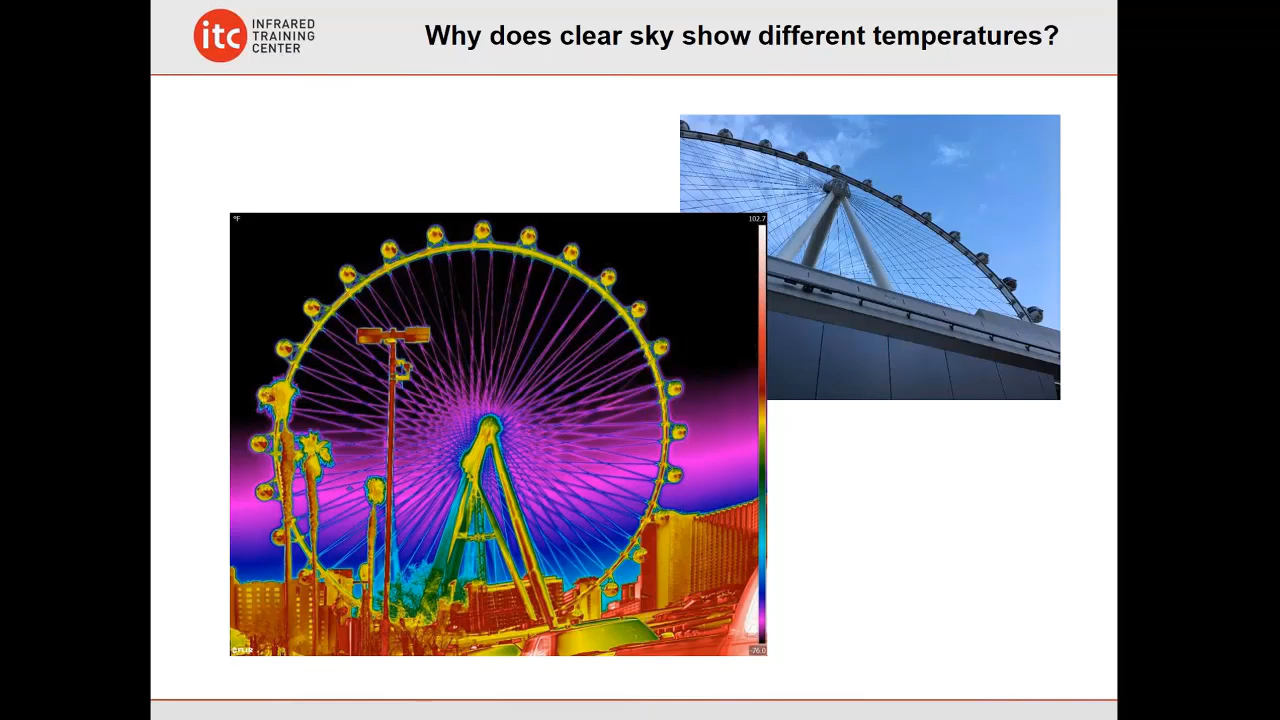 itc INFRARED
TRAINING
CENTER
Why does clear sky show different temperatures?
°F
102.7
-76.0
FLIR